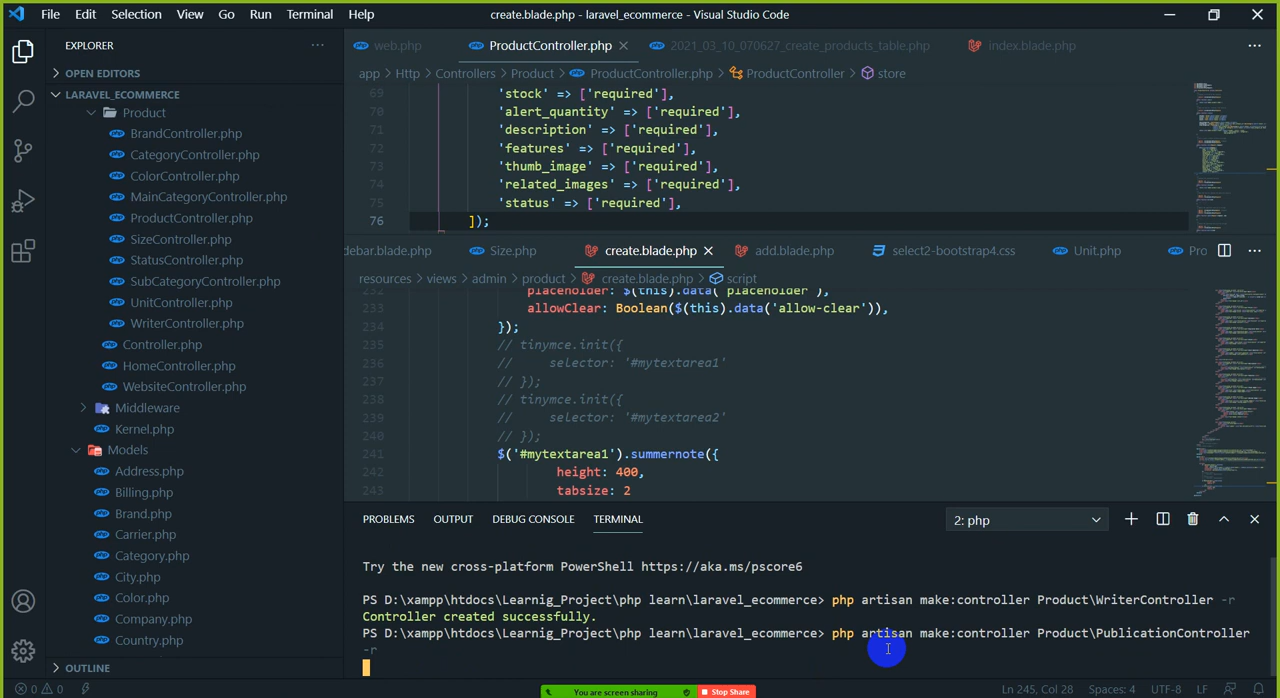 File Edit Selection View Go Run Terminal Help
create.blade.php - laravel_ecommerce - Visual Studio Code
EXPLORER
OPEN EDITORS
LARAVEL_ECOMMERCE
Product
BrandController.php
CategoryController.php
ColorController.php
MainCategoryController.php
ProductController.php
SizeController.php
StatusController.php
SubCategoryController.php
UnitController.php
WriterController.php
Controller.php
HomeController.php
WebsiteController.php
Middleware
Kernel.php
Models
Address.php
Billing.php
Brand.php
Carrier.php
Category.php
City.php
Color.php
Company.php
Country.php
OUTLINE
web.php ProductController.php 2021_03_10_070627_create_products_table.php index.blade.php
app > Http > Controllers > Product > ProductController.php > ProductController > store
69 'stock' => ['required'],
70 'alert_quantity' => ['required'],
71 'description' => ['required'],
72 'features' => ['required'],
73 'thumb_image' => ['required'],
74 'related_images' => ['required'],
75 'status' => ['required'],
76 ]);
debar.blade.php Size.php create.blade.php add.blade.php select2-bootstrap4.css Unit.php Pro
resources > views > admin > product > create.blade.php > script
232 placeholder: $(this).data('placeholder'),
233 allowClear: Boolean($(this).data('allow-clear')),
234 });
235 // tinymce.init({
236 // selector: '#mytextarea1'
237 // });
238 // tinymce.init({
239 // selector: '#mytextarea2'
240 // });
241 $('#mytextarea1').summernote({
242 height: 400,
243 tabsize: 2
PROBLEMS OUTPUT DEBUG CONSOLE TERMINAL
2: php
Try the new cross-platform PowerShell https://aka.ms/pscore6
PS D:\xampp\htdocs\Learnig_Project\php learn\laravel_ecommerce> php artisan make:controller Product\WriterController -r
Controller created successfully.
PS D:\xampp\htdocs\Learnig_Project\php learn\laravel_ecommerce> php artisan make:controller Product\PublicationController
-r
0 0
You are screen sharing Stop Share
Ln 245, Col 28 Spaces: 4 UTF-8 LF